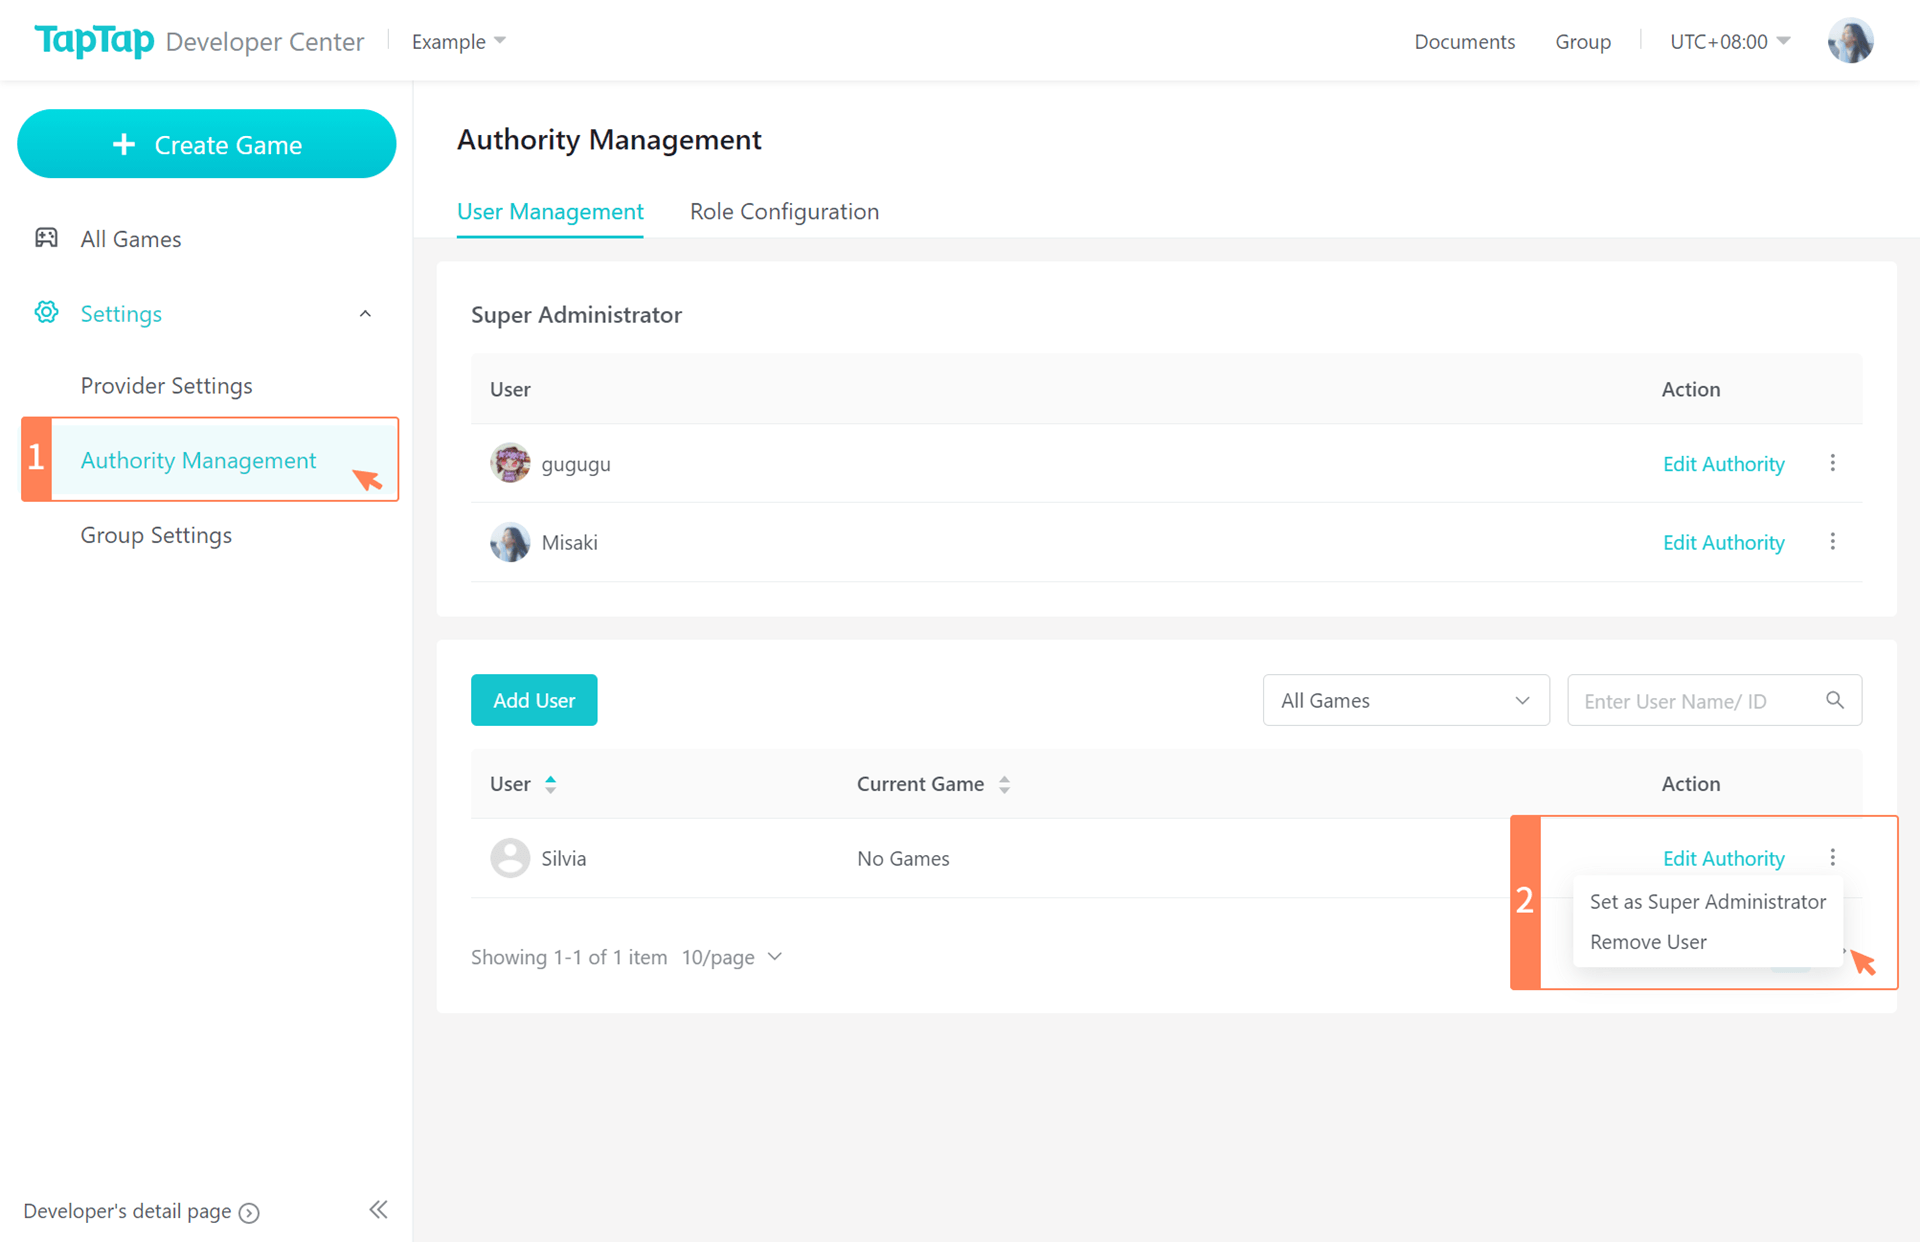 TapTap Developer Center Example Documents Group UTC+08:00
+ Create Game
All Games
Settings
Provider Settings
1 Authority Management
Group Settings
Developer's detail page
Authority Management
User Management Role Configuration
Super Administrator
User Action
gugugu Edit Authority
Misaki Edit Authority
Add User All Games Enter User Name/ ID
User Current Game Action
Silvia No Games Edit Authority
2
Set as Super Administrator
Remove User
Showing 1-1 of 1 item 10/page